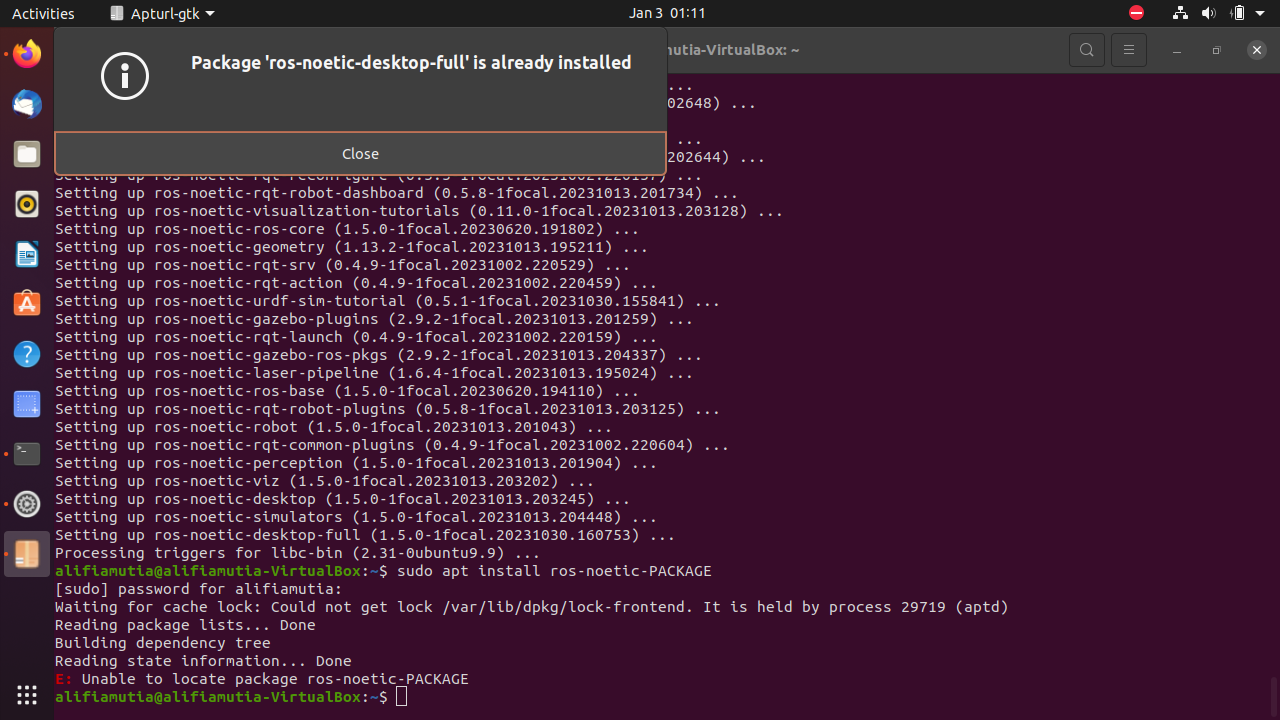 Activities
Apturl-gtk
Jan 3 01:11
mutia-VirtualBox: ~
Package 'ros-noetic-desktop-full' is already installed
Close
...
02648) ...
...
202644) ...
Setting up ros-noetic-rqt-robot-dashboard (0.5.8-1focal.20231013.201734) ...
Setting up ros-noetic-visualization-tutorials (0.11.0-1focal.20231013.203128) ...
Setting up ros-noetic-ros-core (1.5.0-1focal.20230620.191802) ...
Setting up ros-noetic-geometry (1.13.2-1focal.20231013.195211) ...
Setting up ros-noetic-rqt-srv (0.4.9-1focal.20231002.220529) ...
Setting up ros-noetic-rqt-action (0.4.9-1focal.20231002.220459) ...
Setting up ros-noetic-urdf-sim-tutorial (0.5.1-1focal.20231030.155841) ...
Setting up ros-noetic-gazebo-plugins (2.9.2-1focal.20231013.201259) ...
Setting up ros-noetic-rqt-launch (0.4.9-1focal.20231002.220159) ...
Setting up ros-noetic-gazebo-ros-pkgs (2.9.2-1focal.20231013.204337) ...
Setting up ros-noetic-laser-pipeline (1.6.4-1focal.20231013.195024) ...
Setting up ros-noetic-ros-base (1.5.0-1focal.20230620.194110) ...
Setting up ros-noetic-rqt-robot-plugins (0.5.8-1focal.20231013.203125) ...
Setting up ros-noetic-robot (1.5.0-1focal.20231013.201043) ...
Setting up ros-noetic-rqt-common-plugins (0.4.9-1focal.20231002.220604) ...
Setting up ros-noetic-perception (1.5.0-1focal.20231013.201904) ...
Setting up ros-noetic-viz (1.5.0-1focal.20231013.203202) ...
Setting up ros-noetic-desktop (1.5.0-1focal.20231013.203245) ...
Setting up ros-noetic-simulators (1.5.0-1focal.20231013.204448) ...
Setting up ros-noetic-desktop-full (1.5.0-1focal.20231030.160753) ...
Processing triggers for libc-bin (2.31-0ubuntu9.9) ...
alifiamutia@alifiamutia-VirtualBox:~$ sudo apt install ros-noetic-PACKAGE
[sudo] password for alifiamutia:
Waiting for cache lock: Could not get lock /var/lib/dpkg/lock-frontend. It is held by process 29719 (aptd)
Reading package lists... Done
Building dependency tree
Reading state information... Done
E: Unable to locate package ros-noetic-PACKAGE
alifiamutia@alifiamutia-VirtualBox:~$